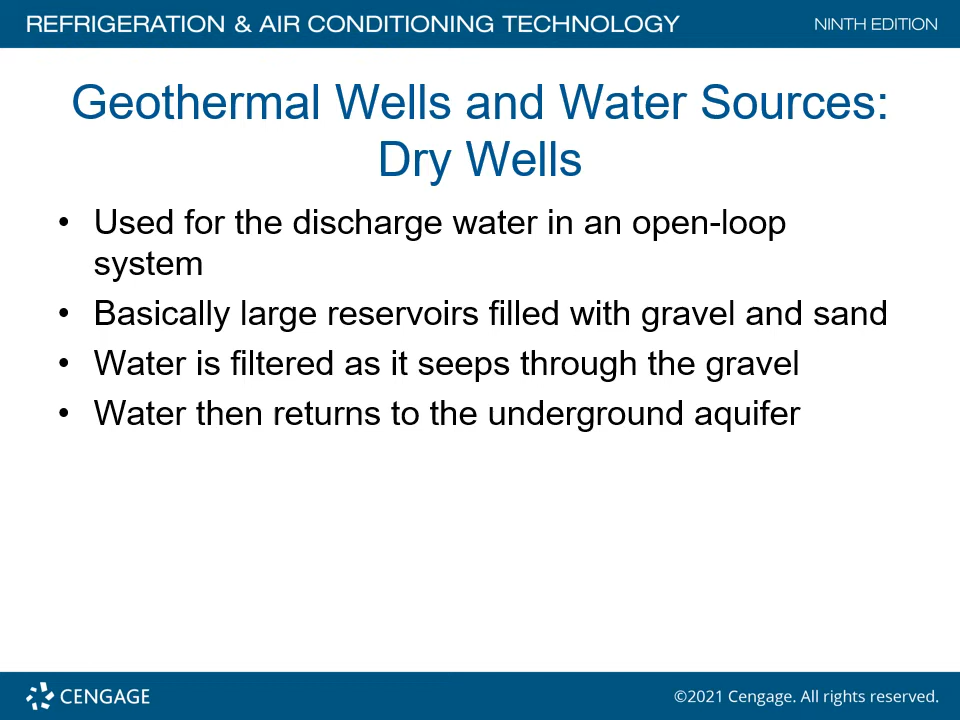 REFRIGERATION & AIR CONDITIONING TECHNOLOGY
NINTH EDITION
Geothermal Wells and Water Sources:
Dry Wells
• Used for the discharge water in an open-loop
system
• Basically large reservoirs filled with gravel and sand
• Water is filtered as it seeps through the gravel
• Water then returns to the underground aquifer
CENGAGE
©2021 Cengage. All rights reserved.